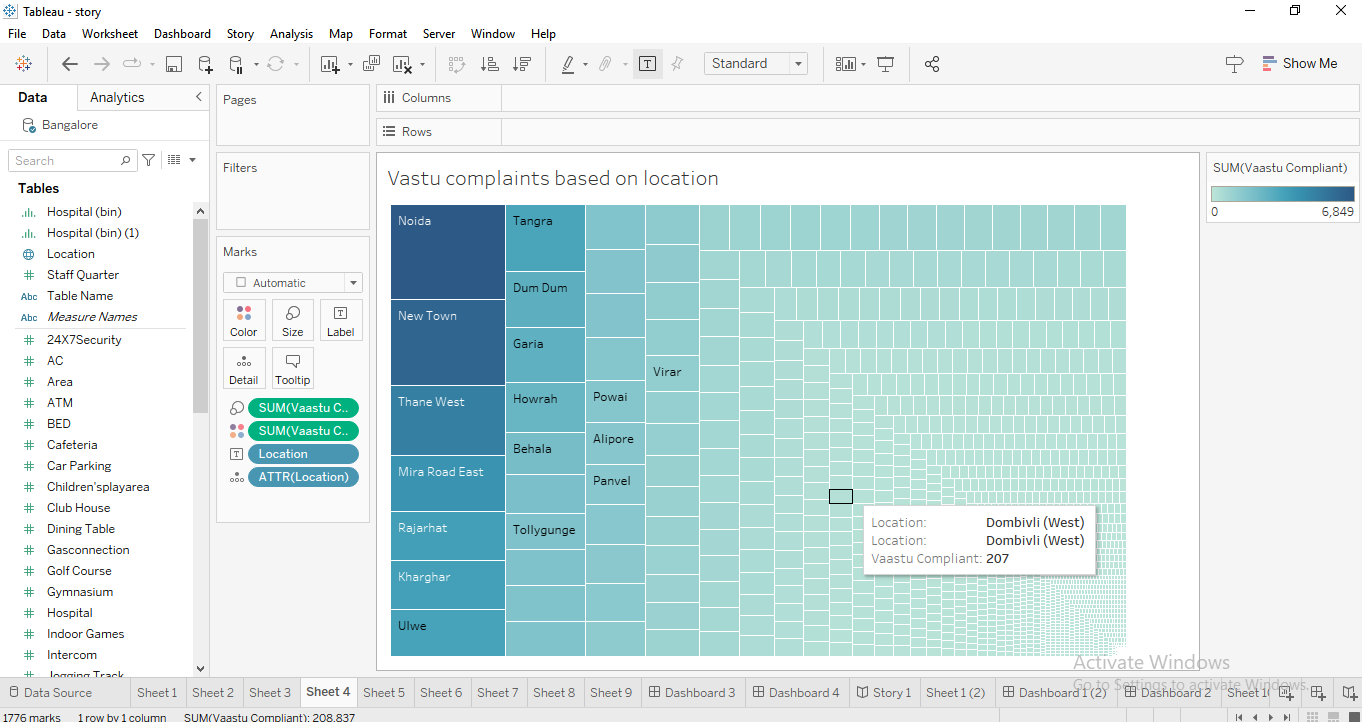 Tableau - story
File Data Worksheet Dashboard Story Analysis Map Format Server Window Help
Standard
Show Me
Data Analytics
Bangalore
Search
Tables
Hospital (bin)
Hospital (bin) (1)
Location
Staff Quarter
Abc Table Name
Abc Measure Names
24X7Security
AC
Area
ATM
BED
Cafeteria
Car Parking
Children'splayarea
Club House
Dining Table
Gasconnection
Golf Course
Gymnasium
Hospital
Indoor Games
Intercom
Jogging Track
Pages
Filters
Marks
Automatic
Color Size Label
Detail Tooltip
SUM(Vaastu C..
SUM(Vaastu C..
Location
ATTR(Location)
Columns
Rows
Vastu complaints based on location
Noida
New Town
Thane West
Mira Road East
Rajarhat
Kharghar
Ulwe
Tangra
Dum Dum
Garia
Howrah
Behala
Tollygunge
Powai
Alipore
Panvel
Virar
Location: Dombivli (West)
Location: Dombivli (West)
Vaastu Compliant: 207
SUM(Vaastu Compliant)
0 6,849
Activate Windows
Go to Settings to activate Windows.
Data Source Sheet 1 Sheet 2 Sheet 3 Sheet 4 Sheet 5 Sheet 6 Sheet 7 Sheet 8 Sheet 9 Dashboard 3 Dashboard 4 Story 1 Sheet 1 (2) Dashboard 1 (2) Dashboard 2 Sheet 1
1776 marks 1 row by 1 column SUM(Vaastu Compliant): 208,837